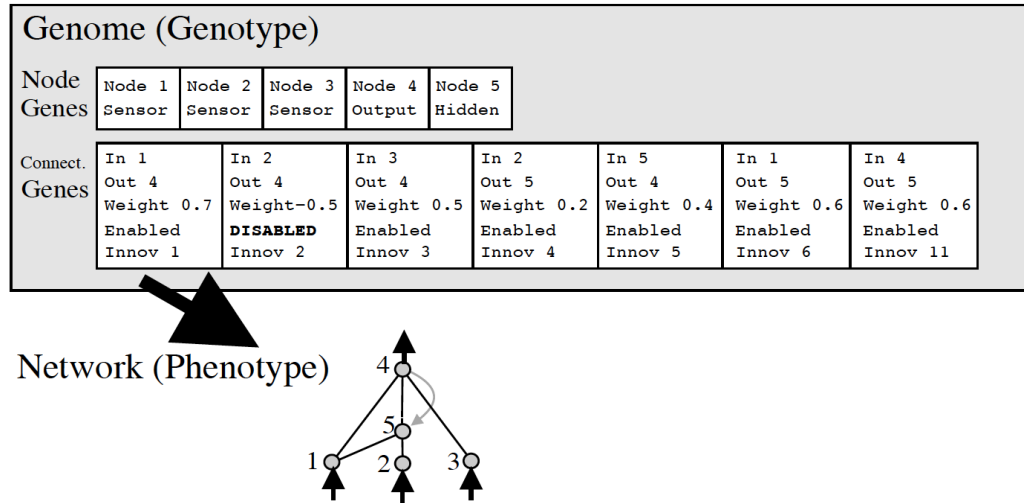 Genome (Genotype)
Node Genes
Node 1 Node 2 Node 3 Node 4 Node 5
Sensor Sensor Sensor Output Hidden
Connect. Genes
In 1 In 2 In 3 In 2 In 5 In 1 In 4
Out 4 Out 4 Out 4 Out 5 Out 4 Out 5 Out 5
Weight 0.7 Weight-0.5 Weight 0.5 Weight 0.2 Weight 0.4 Weight 0.6 Weight 0.6
Enabled DISABLED Enabled Enabled Enabled Enabled Enabled
Innov 1 Innov 2 Innov 3 Innov 4 Innov 5 Innov 6 Innov 11
Network (Phenotype)
4
5
1 2 3